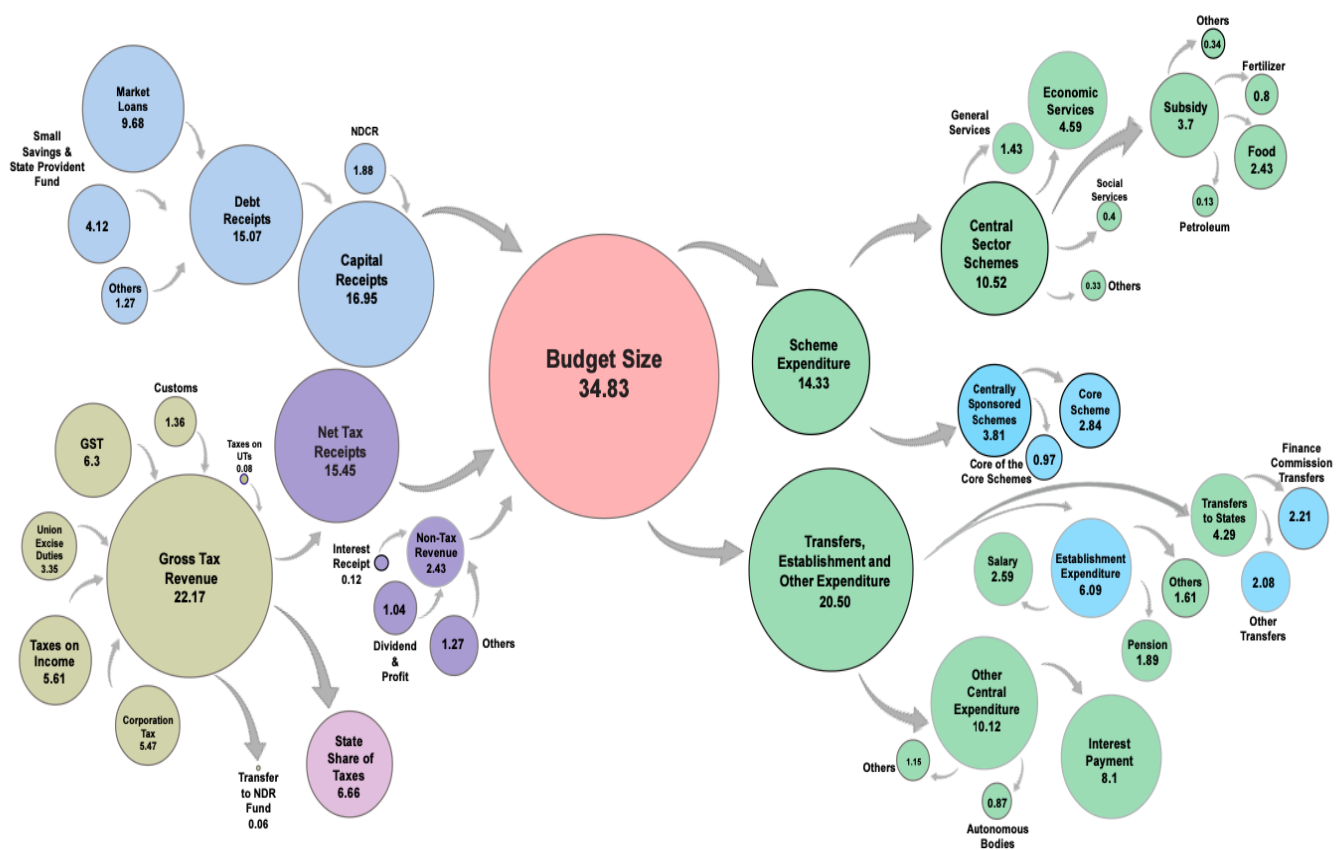 Market
Loans
9.68
Small
Savings &
State Provident
Fund
4.12
Others
1.27
Debt
Receipts
15.07
NDCR
1.88
Capital
Receipts
16.95
Customs
1.36
GST
6.3
Taxes on
UTs
0.08
Union
Excise
Duties
3.35
Gross Tax
Revenue
22.17
Taxes on
Income
5.61
Corporation
Tax
5.47
Transfer
to NDR
Fund
0.06
State
Share of
Taxes
6.66
Net Tax
Receipts
15.45
Interest
Receipt
0.12
Non-Tax
Revenue
2.43
1.04
Dividend
&
Profit
1.27
Others
Budget Size
34.83
Scheme
Expenditure
14.33
Central
Sector
Schemes
10.52
General
Services
1.43
Economic
Services
4.59
Subsidy
3.7
Others
0.34
Fertilizer
0.8
Food
2.43
0.13
Petroleum
Social
Services
0.4
0.33
Others
Centrally
Sponsored
Schemes
3.81
Core
Scheme
2.84
0.97
Core of the
Core Schemes
Transfers,
Establishment and
Other Expenditure
20.50
Transfers
to States
4.29
Finance
Commission
Transfers
2.21
2.08
Other
Transfers
Establishment
Expenditure
6.09
Salary
2.59
Others
1.61
Pension
1.89
Other
Central
Expenditure
10.12
Interest
Payment
8.1
Others
1.15
0.87
Autonomous
Bodies